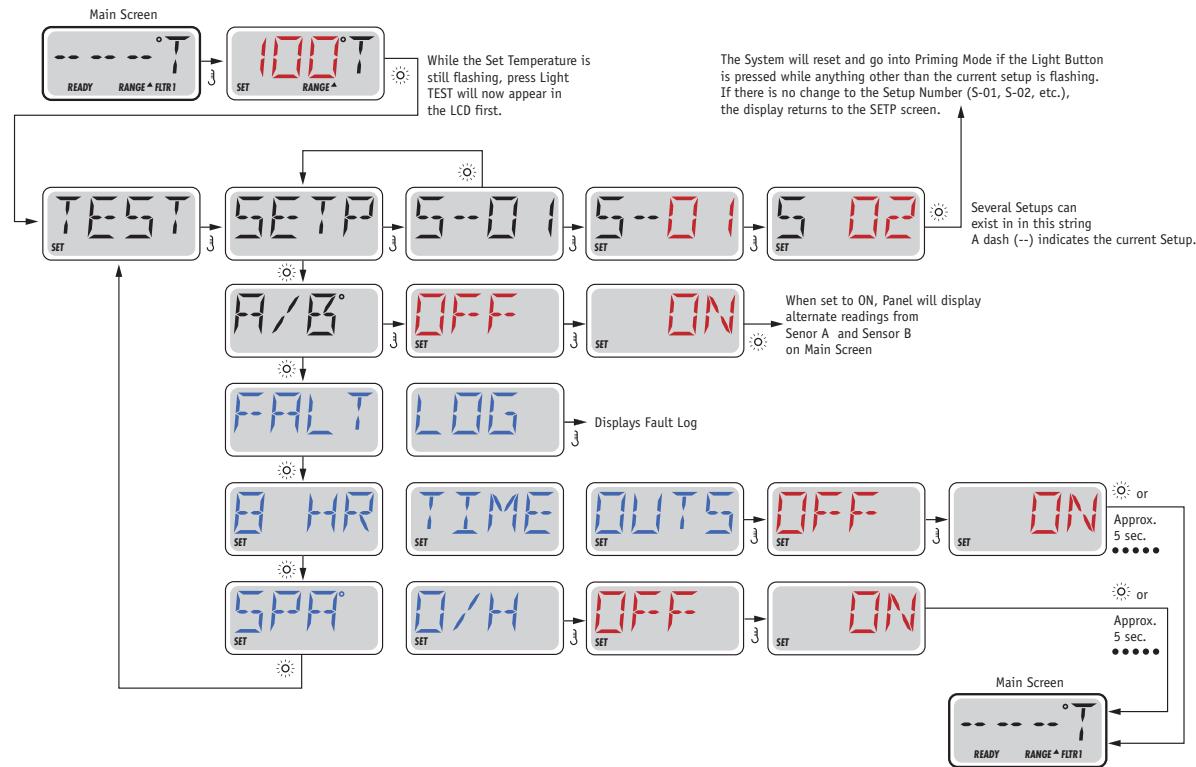 Main Screen
-- -- --°T
READY RANGE ▲ FLTR1
100°T
SET RANGE ▲
While the Set Temperature is
still flashing, press Light
TEST will now appear in
the LCD first.
The System will reset and go into Priming Mode if the Light Button
is pressed while anything other than the current setup is flashing.
If there is no change to the Setup Number (S-01, S-02, etc.),
the display returns to the SETP screen.
TEST
SET
SETP
S--01
S--01
SET
S 02
SET
Several Setups can
exist in in this string
A dash (--) indicates the current Setup.
A/B°
OFF
SET
ON
SET
When set to ON, Panel will display
alternate readings from
Senor A and Sensor B
on Main Screen
FALT
LOG
Displays Fault Log
8 HR
SET
TIME
SET
OUTS
SET
OFF
SET
ON
SET
or
Approx.
5 sec.
SPA°
SET
O/H
OFF
SET
ON
SET
or
Approx.
5 sec.
Main Screen
-- -- --°T
READY RANGE ▲ FLTR1